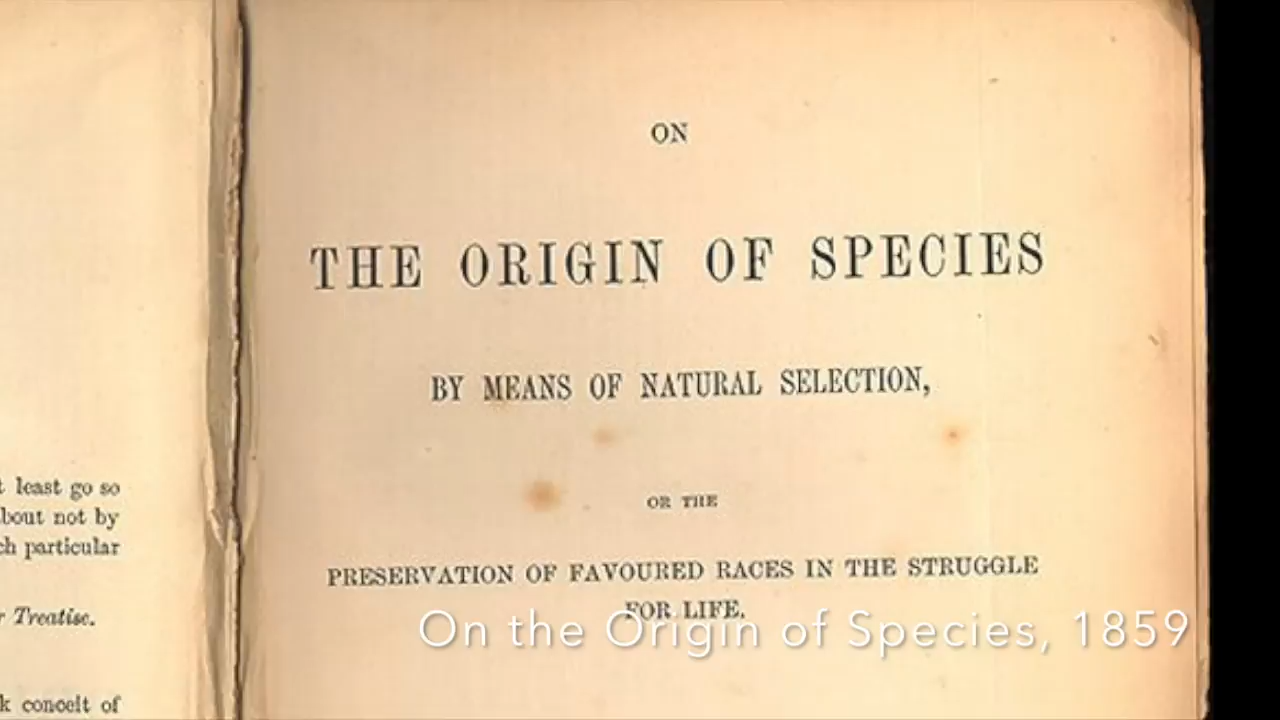 t least go so
bout not by
ch particular
r Treatise.
k conceit of
ON
THE ORIGIN OF SPECIES
BY MEANS OF NATURAL SELECTION,
OR THE
PRESERVATION OF FAVOURED RACES IN THE STRUGGLE
FOR LIFE.
On the Origin of Species, 1859